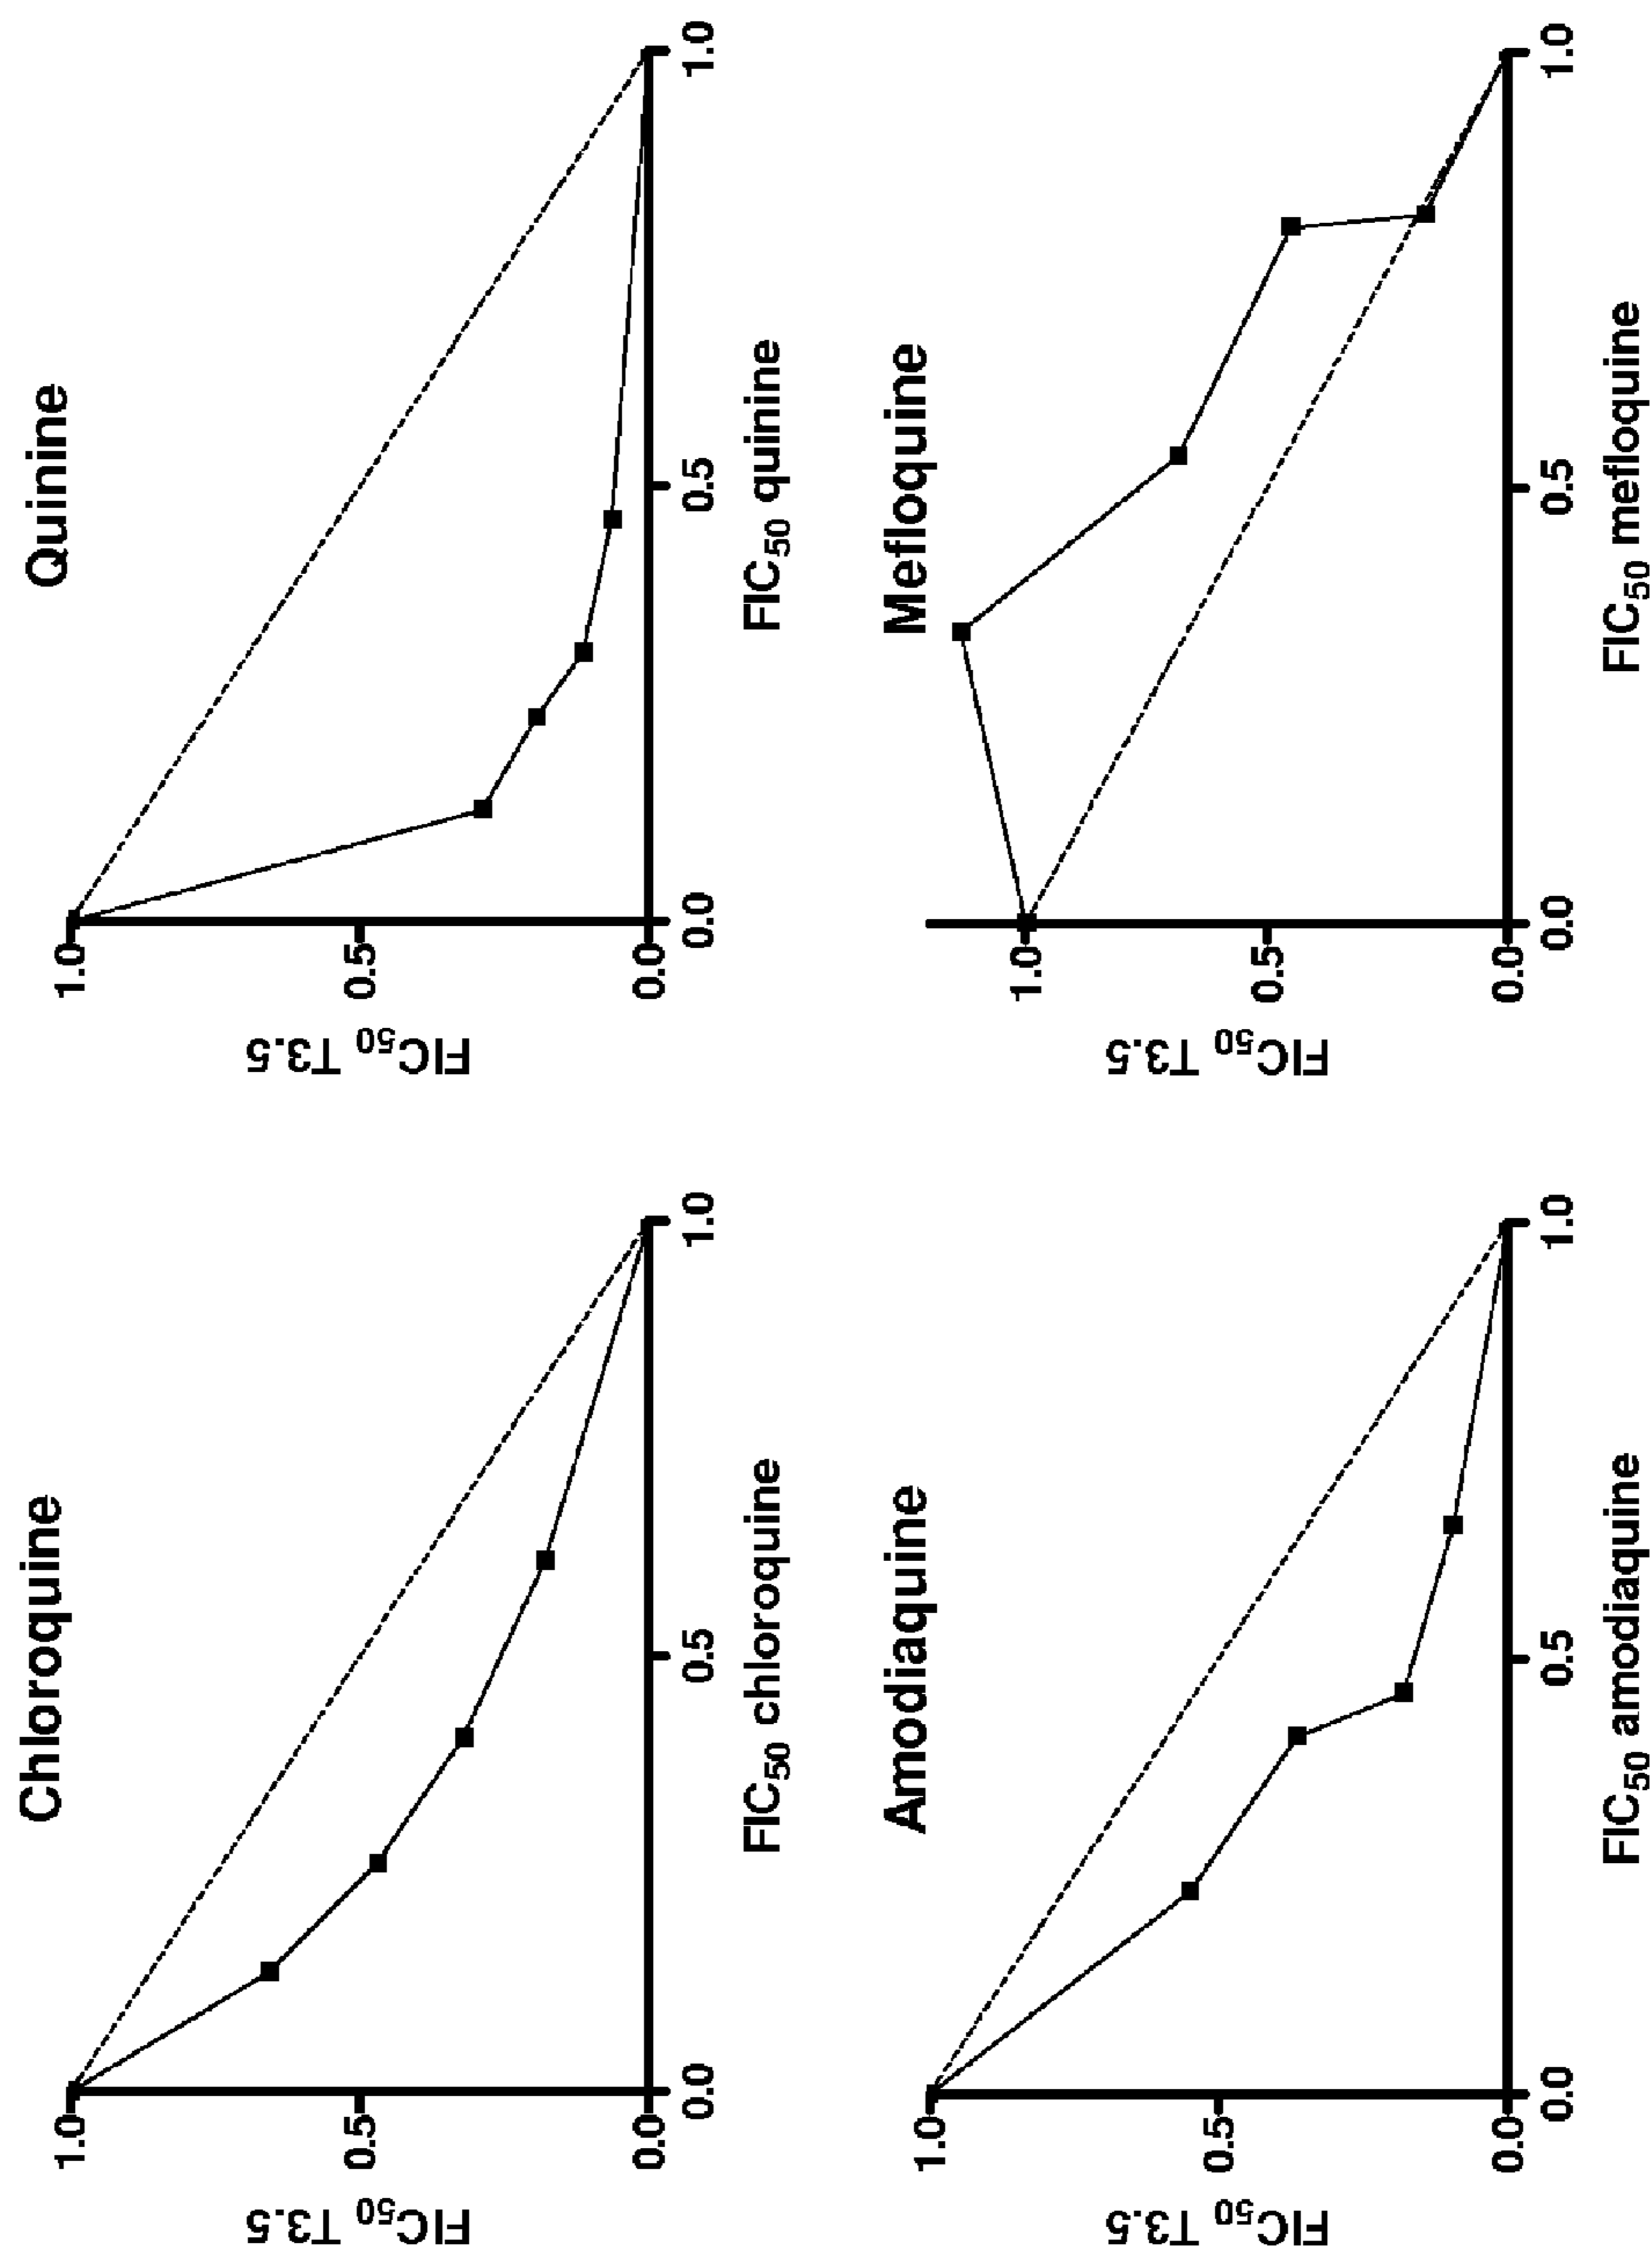 Chloroquine
1.0
0.5
0.0
FIC50 T3.5
0.0
0.5
1.0
FIC50 chloroquine
Quinine
1.0
0.5
0.0
FIC50 T3.5
0.0
0.5
1.0
FIC50 quinine
Amodiaquine
1.0
0.5
0.0
FIC50 T3.5
0.0
0.5
1.0
FIC50 amodiaquine
Mefloquine
1.0
0.5
0.0
FIC50 T3.5
0.0
0.5
1.0
FIC50 mefloquine